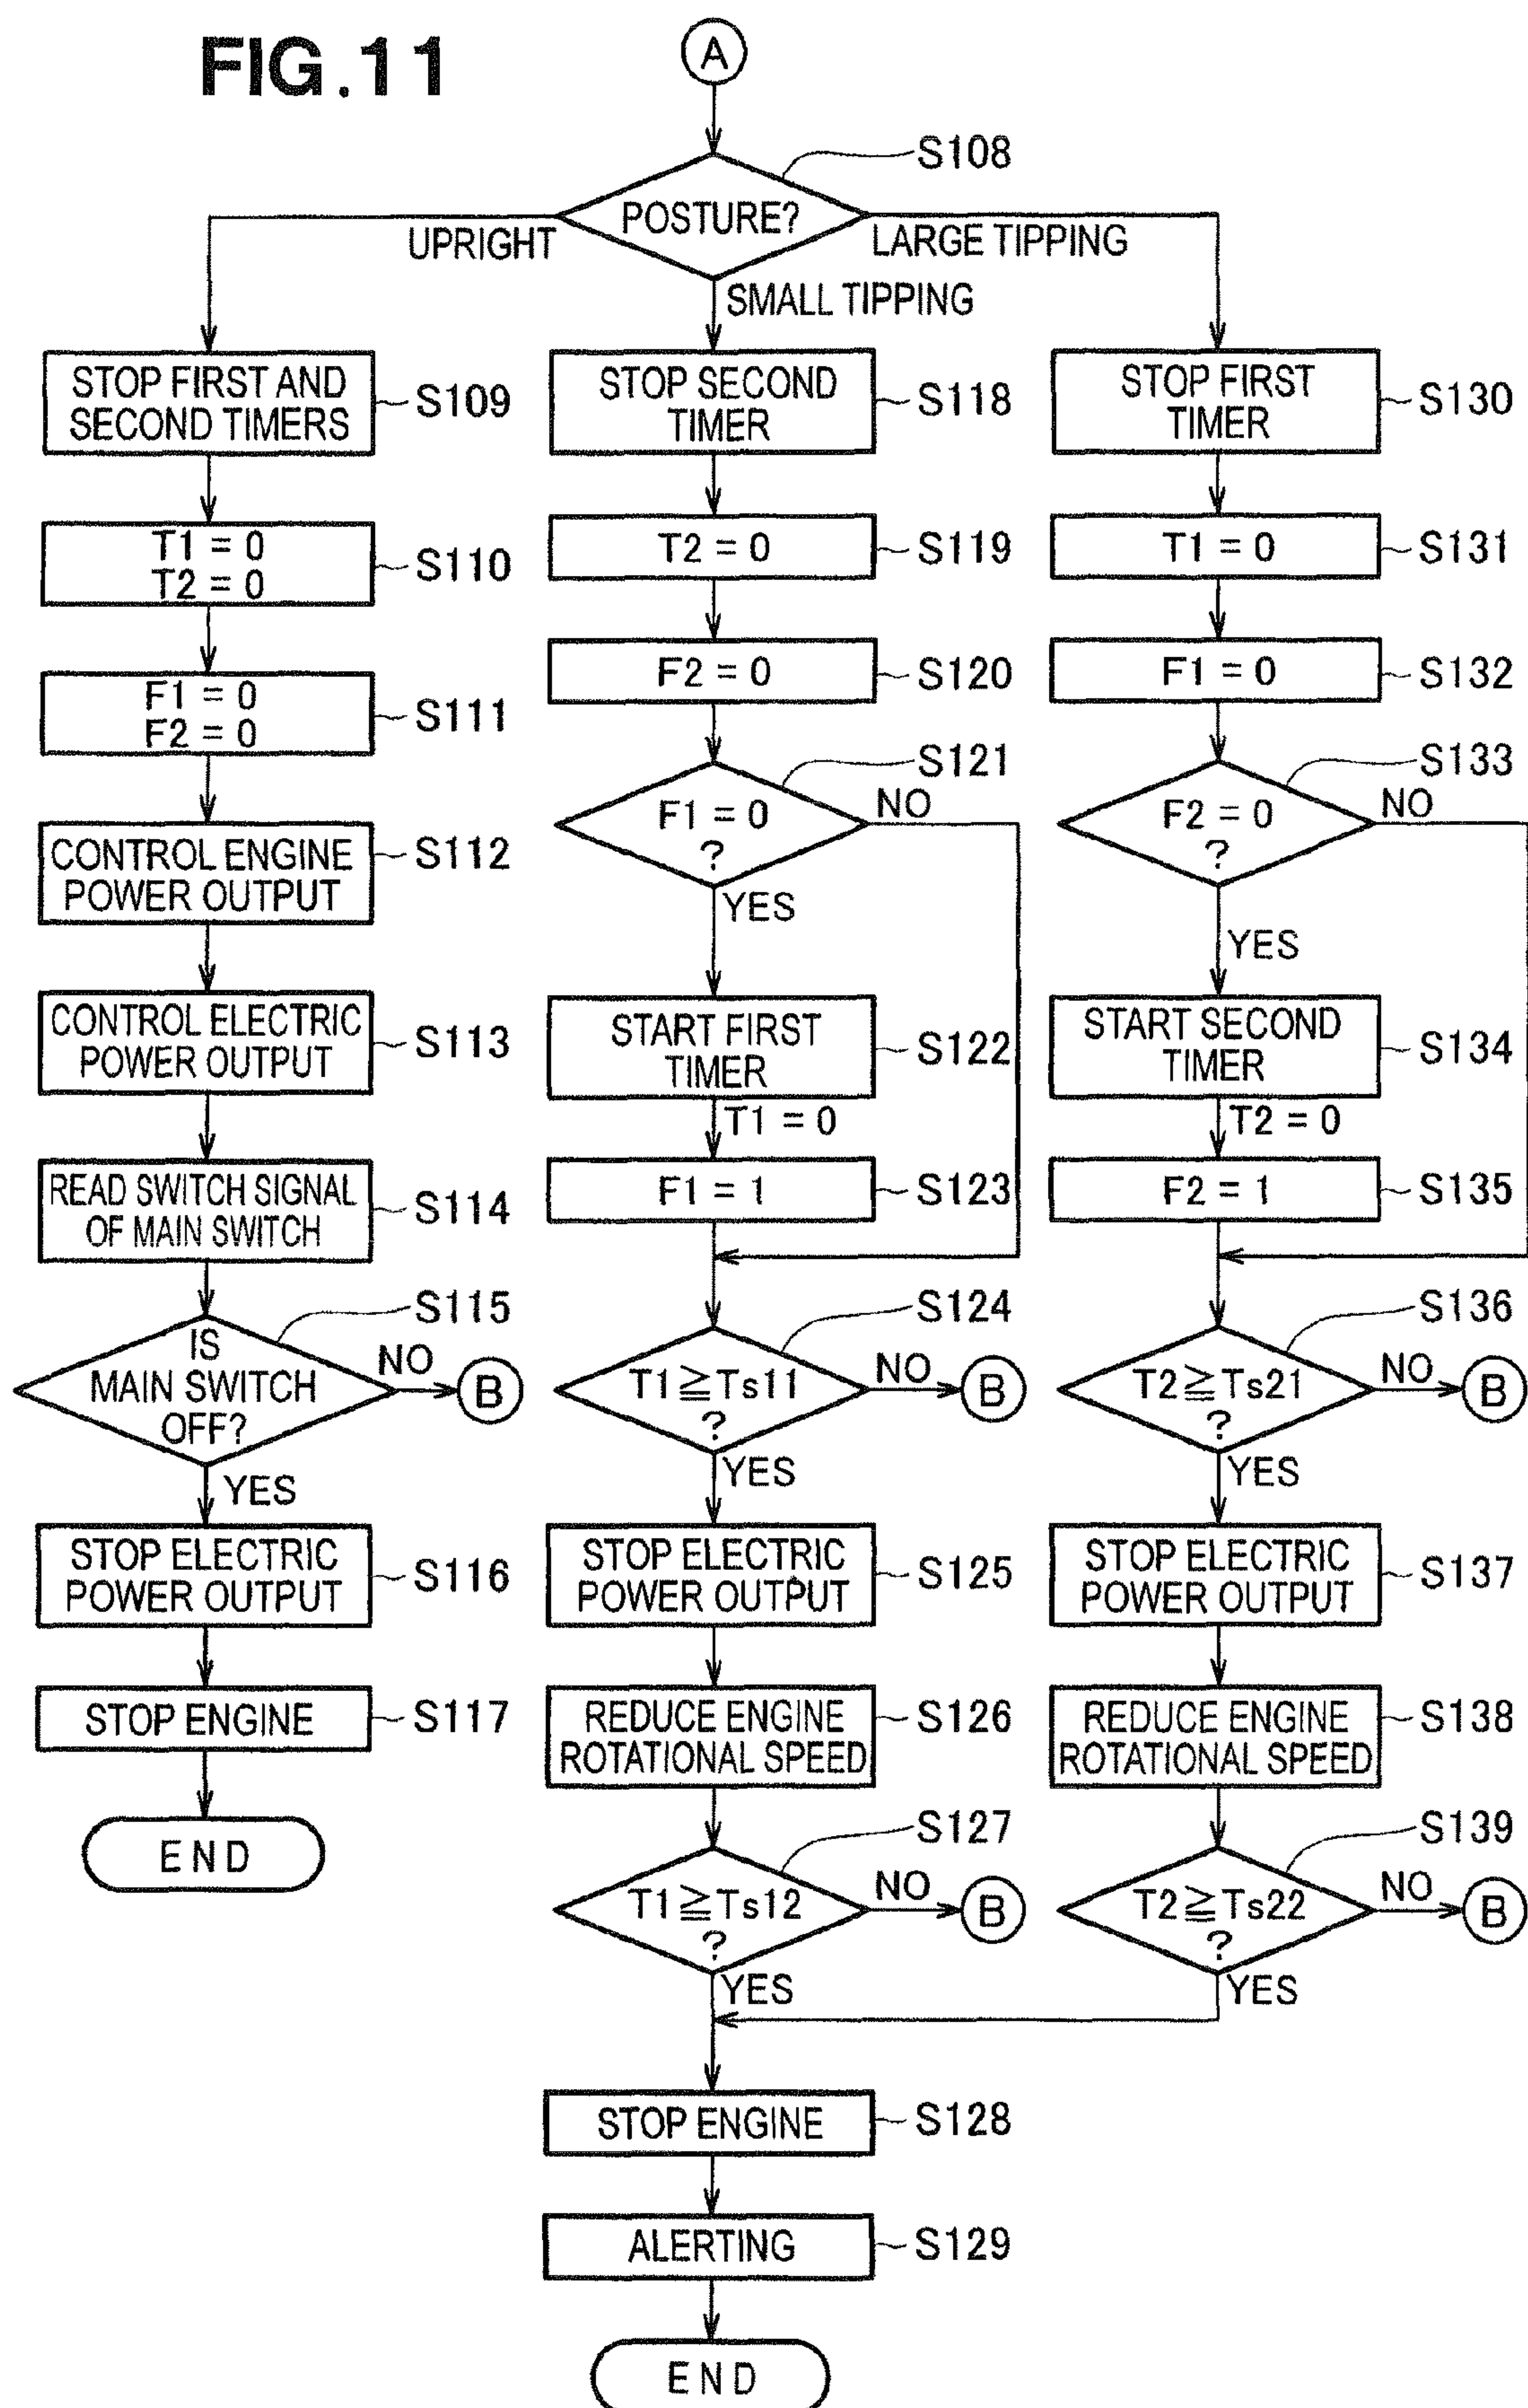 FIG.11
A
S108
POSTURE?
UPRIGHT
LARGE TIPPING
SMALL TIPPING
STOP FIRST AND
SECOND TIMERS
S109
T1 = 0
T2 = 0
S110
F1 = 0
F2 = 0
S111
CONTROL ENGINE
POWER OUTPUT
S112
CONTROL ELECTRIC
POWER OUTPUT
S113
READ SWITCH SIGNAL
OF MAIN SWITCH
S114
S115
IS
MAIN SWITCH
OFF?
NO
B
YES
STOP ELECTRIC
POWER OUTPUT
S116
STOP ENGINE
S117
END
STOP SECOND
TIMER
S118
T2 = 0
S119
F2 = 0
S120
S121
F1 = 0
?
NO
YES
START FIRST
TIMER
S122
T1 = 0
F1 = 1
S123
S124
T1≧Ts11
?
NO
B
YES
STOP ELECTRIC
POWER OUTPUT
S125
REDUCE ENGINE
ROTATIONAL SPEED
S126
S127
T1≧Ts12
?
NO
B
YES
STOP ENGINE
S128
ALERTING
S129
END
STOP FIRST
TIMER
S130
T1 = 0
S131
F1 = 0
S132
S133
F2 = 0
?
NO
YES
START SECOND
TIMER
S134
T2 = 0
F2 = 1
S135
S136
T2≧Ts21
?
NO
B
YES
STOP ELECTRIC
POWER OUTPUT
S137
REDUCE ENGINE
ROTATIONAL SPEED
S138
S139
T2≧Ts22
?
NO
B
YES